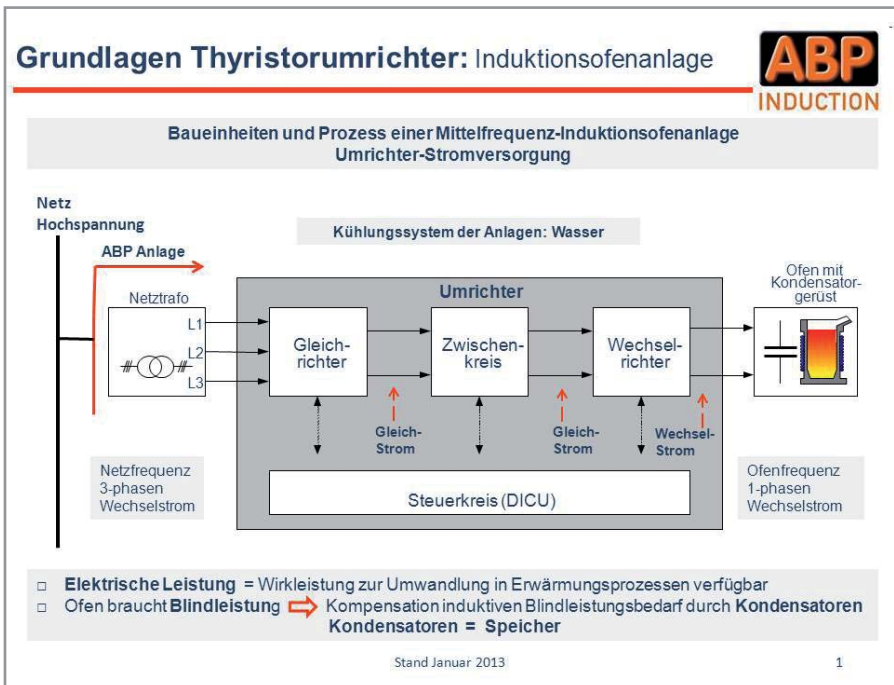 Grundlagen Thyristorumrichter: Induktionsofenanlage
ABP
INDUCTION
Baueinheiten und Prozess einer Mittelfrequenz-Induktionsofenanlage
Umrichter-Stromversorgung
Netz
Hochspannung
Kühlungssystem der Anlagen: Wasser
ABP Anlage
Netztrafo
L1
L2
L3
Umrichter
Gleich-
richter
Zwischen-
kreis
Wechsel-
richter
Ofen mit
Kondensator-
gerüst
Gleich-
Strom
Gleich-
Strom
Wechsel-
Strom
Netzfrequenz
3-phasen
Wechselstrom
Steuerkreis (DICU)
Ofenfrequenz
1-phasen
Wechselstrom
□ Elektrische Leistung = Wirkleistung zur Umwandlung in Erwärmungsprozessen verfügbar
□ Ofen braucht Blindleistung ⇨ Kompensation induktiven Blindleistungsbedarf durch Kondensatoren
Kondensatoren = Speicher
Stand Januar 2013
1